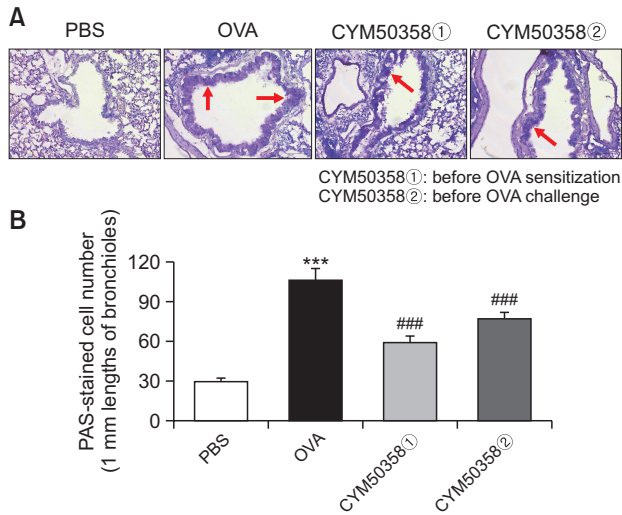 A
PBS OVA CYM50358① CYM50358②
CYM50358①: before OVA sensitization
CYM50358②: before OVA challenge
B
PAS-stained cell number
(1 mm lengths of bronchioles)
120
90
60
30
0
***
###
###
PBS
OVA
CYM50358①
CYM50358②